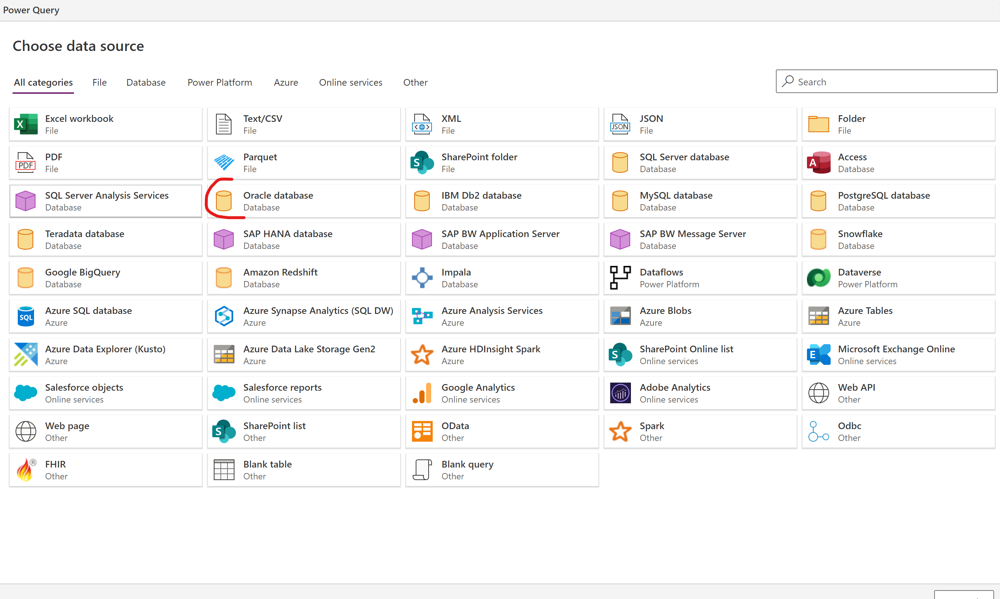 Power Query
Choose data source
All categories File Database Power Platform Azure Online services Other Search
Excel workbook
File
Text/CSV
File
XML
File
JSON
JSON
File
Folder
File
PDF
PDF
File
Parquet
File
S
SharePoint folder
File
SQL Server database
Database
A
Access
Database
SQL Server Analysis Services
Database
Oracle database
Database
IBM Db2 database
Database
MySQL database
Database
PostgreSQL database
Database
Teradata database
Database
SAP HANA database
Database
SAP BW Application Server
Database
SAP BW Message Server
Database
Snowflake
Database
Google BigQuery
Database
Amazon Redshift
Database
Impala
Database
Dataflows
Power Platform
Dataverse
Power Platform
SQL
Azure SQL database
Azure
Azure Synapse Analytics (SQL DW)
Azure
Azure Analysis Services
Azure
Azure Blobs
Azure
Azure Tables
Azure
Azure Data Explorer (Kusto)
Azure
Azure Data Lake Storage Gen2
Azure
Azure HDInsight Spark
Azure
S
SharePoint Online list
Online services
E
Microsoft Exchange Online
Online services
Salesforce objects
Online services
Salesforce reports
Online services
Google Analytics
Online services
Adobe Analytics
Online services
Web API
Other
Web page
Other
S
SharePoint list
Other
OData
Other
Spark
Other
Odbc
Other
®
FHIR
Other
Blank table
Other
Blank query
Other